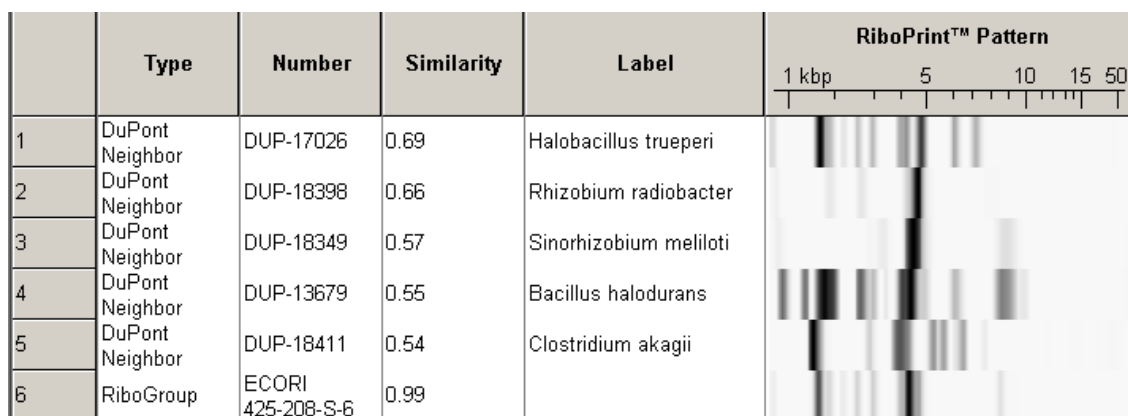 Type Number Similarity Label RiboPrint™ Pattern
1 kbp 5 10 15 50
1 DuPont Neighbor DUP-17026 0.69 Halobacillus trueperi
2 DuPont Neighbor DUP-18398 0.66 Rhizobium radiobacter
3 DuPont Neighbor DUP-18349 0.57 Sinorhizobium meliloti
4 DuPont Neighbor DUP-13679 0.55 Bacillus halodurans
5 DuPont Neighbor DUP-18411 0.54 Clostridium akagii
6 RiboGroup ECORI 425-208-S-6 0.99